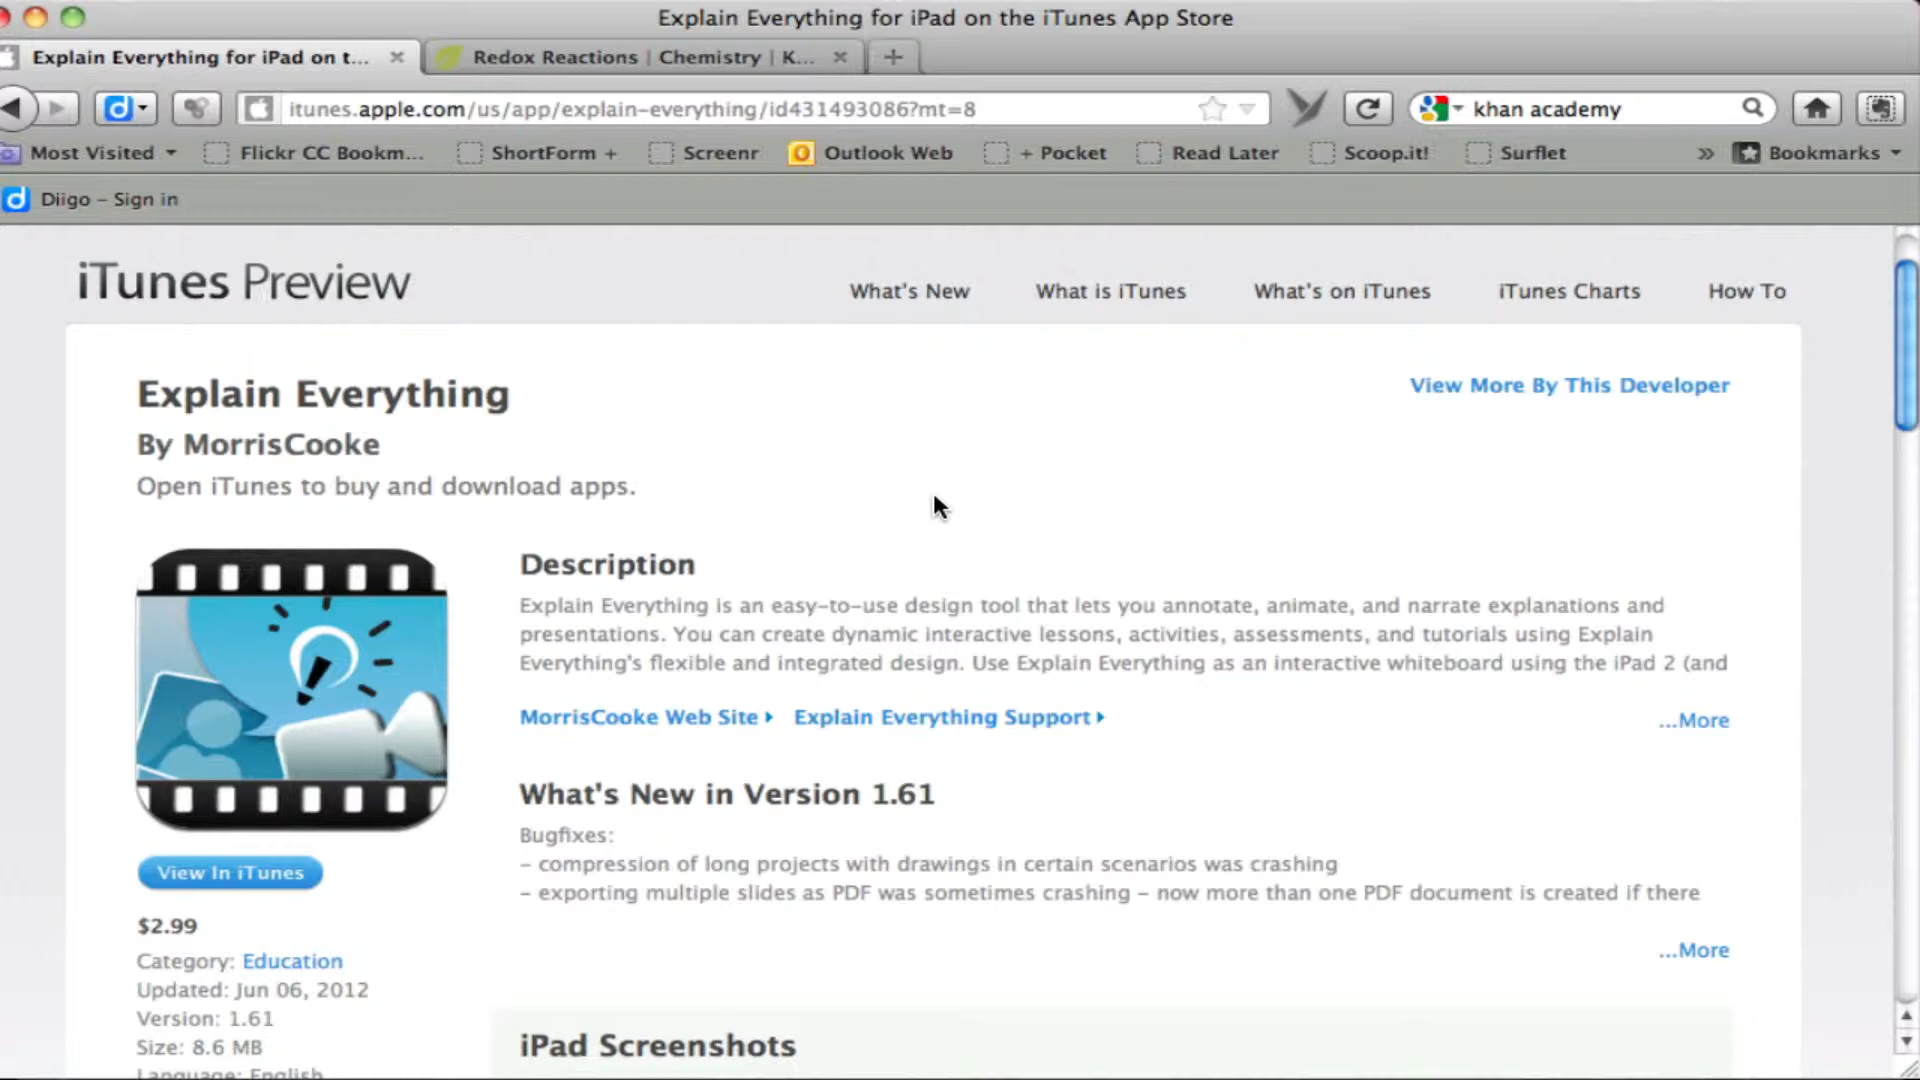 Explain Everything for iPad on the iTunes App Store
Explain Everything for iPad on t...
Redox Reactions | Chemistry | K...
itunes.apple.com/us/app/explain-everything/id431493086?mt=8
khan academy
Most Visited
Flickr CC Bookm...
ShortForm +
Screenr
Outlook Web
+ Pocket
Read Later
Scoop.it!
Surflet
Bookmarks
Diigo – Sign in
iTunes Preview
What's New
What is iTunes
What's on iTunes
iTunes Charts
How To
Explain Everything
View More By This Developer
By MorrisCooke
Open iTunes to buy and download apps.
Description
Explain Everything is an easy–to–use design tool that lets you annotate, animate, and narrate explanations and
presentations. You can create dynamic interactive lessons, activities, assessments, and tutorials using Explain
Everything's flexible and integrated design. Use Explain Everything as an interactive whiteboard using the iPad 2 (and
MorrisCooke Web Site
Explain Everything Support
...More
What's New in Version 1.61
Bugfixes:
– compression of long projects with drawings in certain scenarios was crashing
– exporting multiple slides as PDF was sometimes crashing – now more than one PDF document is created if there
...More
View In iTunes
$2.99
Category: Education
Updated: Jun 06, 2012
Version: 1.61
Size: 8.6 MB
Language: English
iPad Screenshots